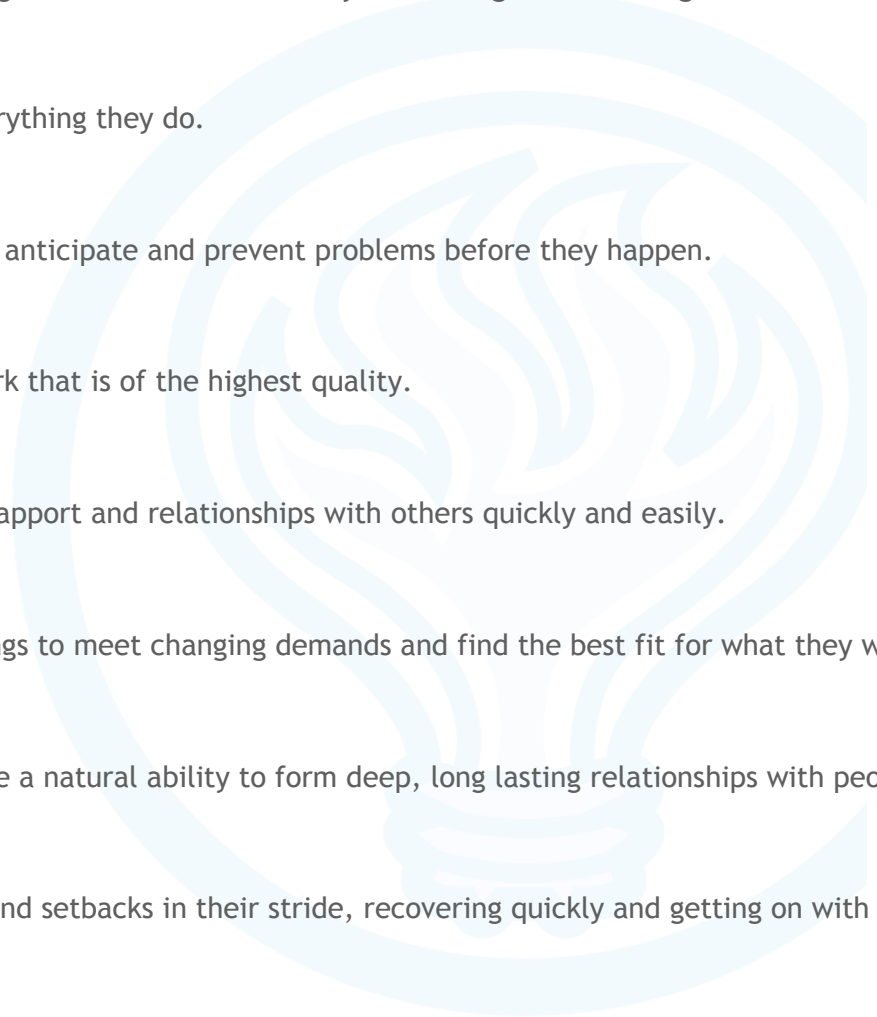 rything they do.
anticipate and prevent problems before they happen.
rk that is of the highest quality.
apport and relationships with others quickly and easily.
ngs to meet changing demands and find the best fit for what they w
e a natural ability to form deep, long lasting relationships with peo
nd setbacks in their stride, recovering quickly and getting on with